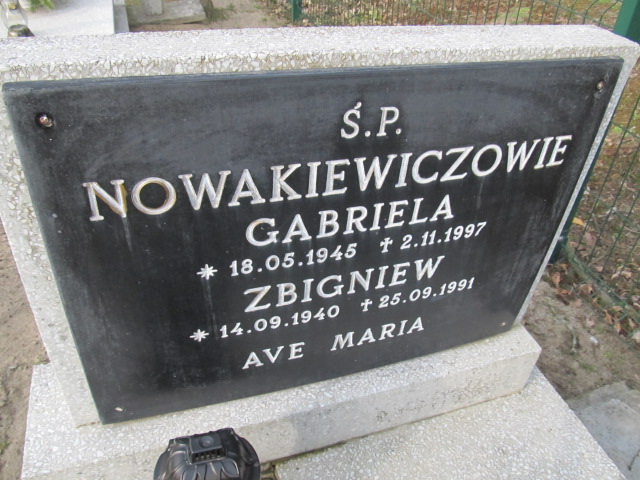 Ś.P.
NOWAKIEWICZOWIE
GABRIELA
* 18.05.1945 ✝ 2.11.1997
ZBIGNIEW
* 14.09.1940 ✝ 25.09.1991
AVE MARIA